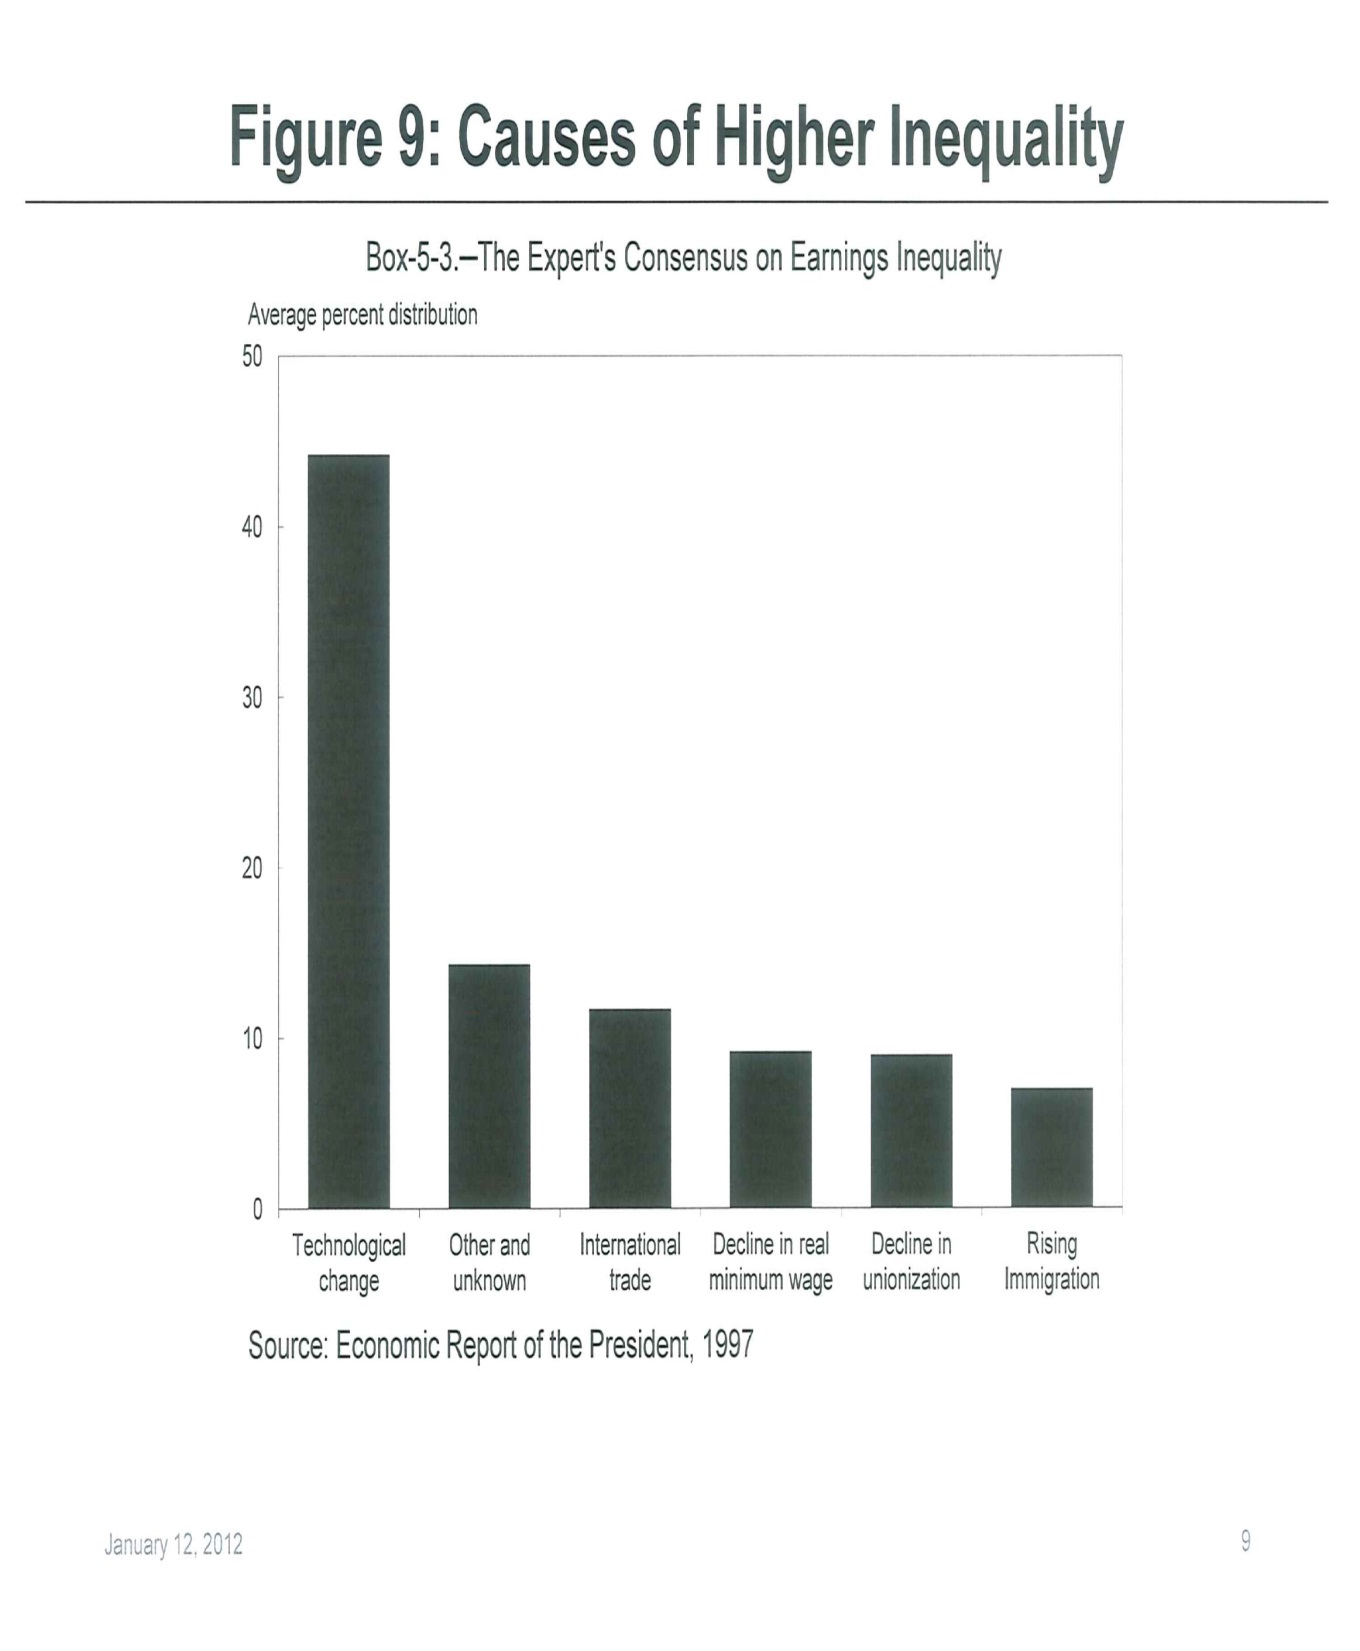 Figure 9: Causes of Higher Inequality
Box-5-3.—The Expert's Consensus on Earnings Inequality
Average percent distribution
50
40
30
20
10
0
Technological change
Other and unknown
International trade
Decline in real minimum wage
Decline in unionization
Rising Immigration
Source: Economic Report of the President, 1997
January 12, 2012
9